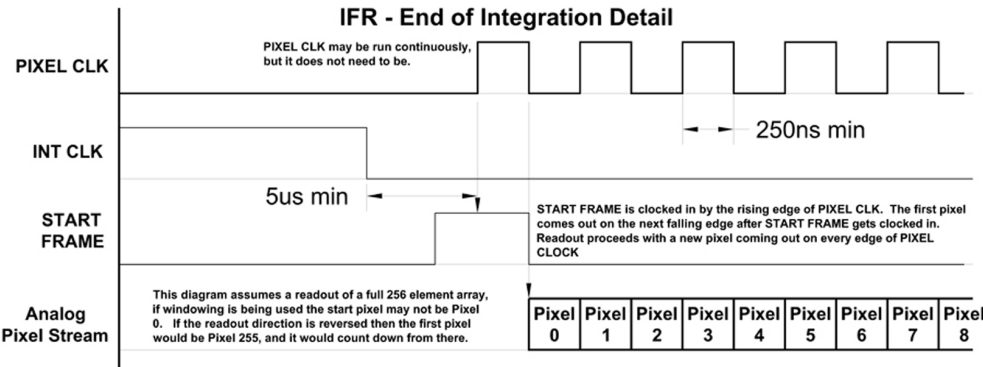 IFR - End of Integration Detail
PIXEL CLK may be run continuously,
but it does not need to be.
PIXEL CLK
250ns min
INT CLK
5us min
START
FRAME
START FRAME is clocked in by the rising edge of PIXEL CLK. The first pixel
comes out on the next falling edge after START FRAME gets clocked in.
Readout proceeds with a new pixel coming out on every edge of PIXEL
CLOCK
This diagram assumes a readout of a full 256 element array,
if windowing is being used the start pixel may not be Pixel
0. If the readout direction is reversed then the first pixel
would be Pixel 255, and it would count down from there.
Analog
Pixel Stream
Pixel Pixel Pixel Pixel Pixel Pixel Pixel Pixel Pixel
0 1 2 3 4 5 6 7 8